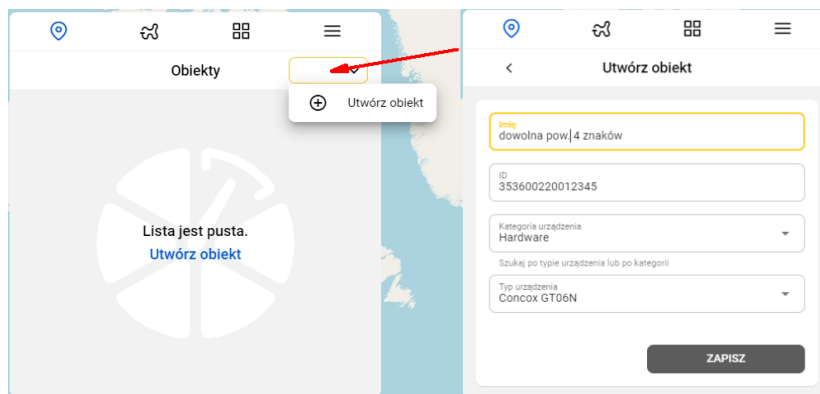 Obiekty
Utwórz obiekt
Lista jest pusta.
Utwórz obiekt
Utwórz obiekt
Imię
dowolna pow. 4 znaków
ID
353600220012345
Kategoria urządzenia
Hardware
Szukaj po typie urządzenia lub po kategorii
Typ urządzenia
Concox GT06N
ZAPISZ